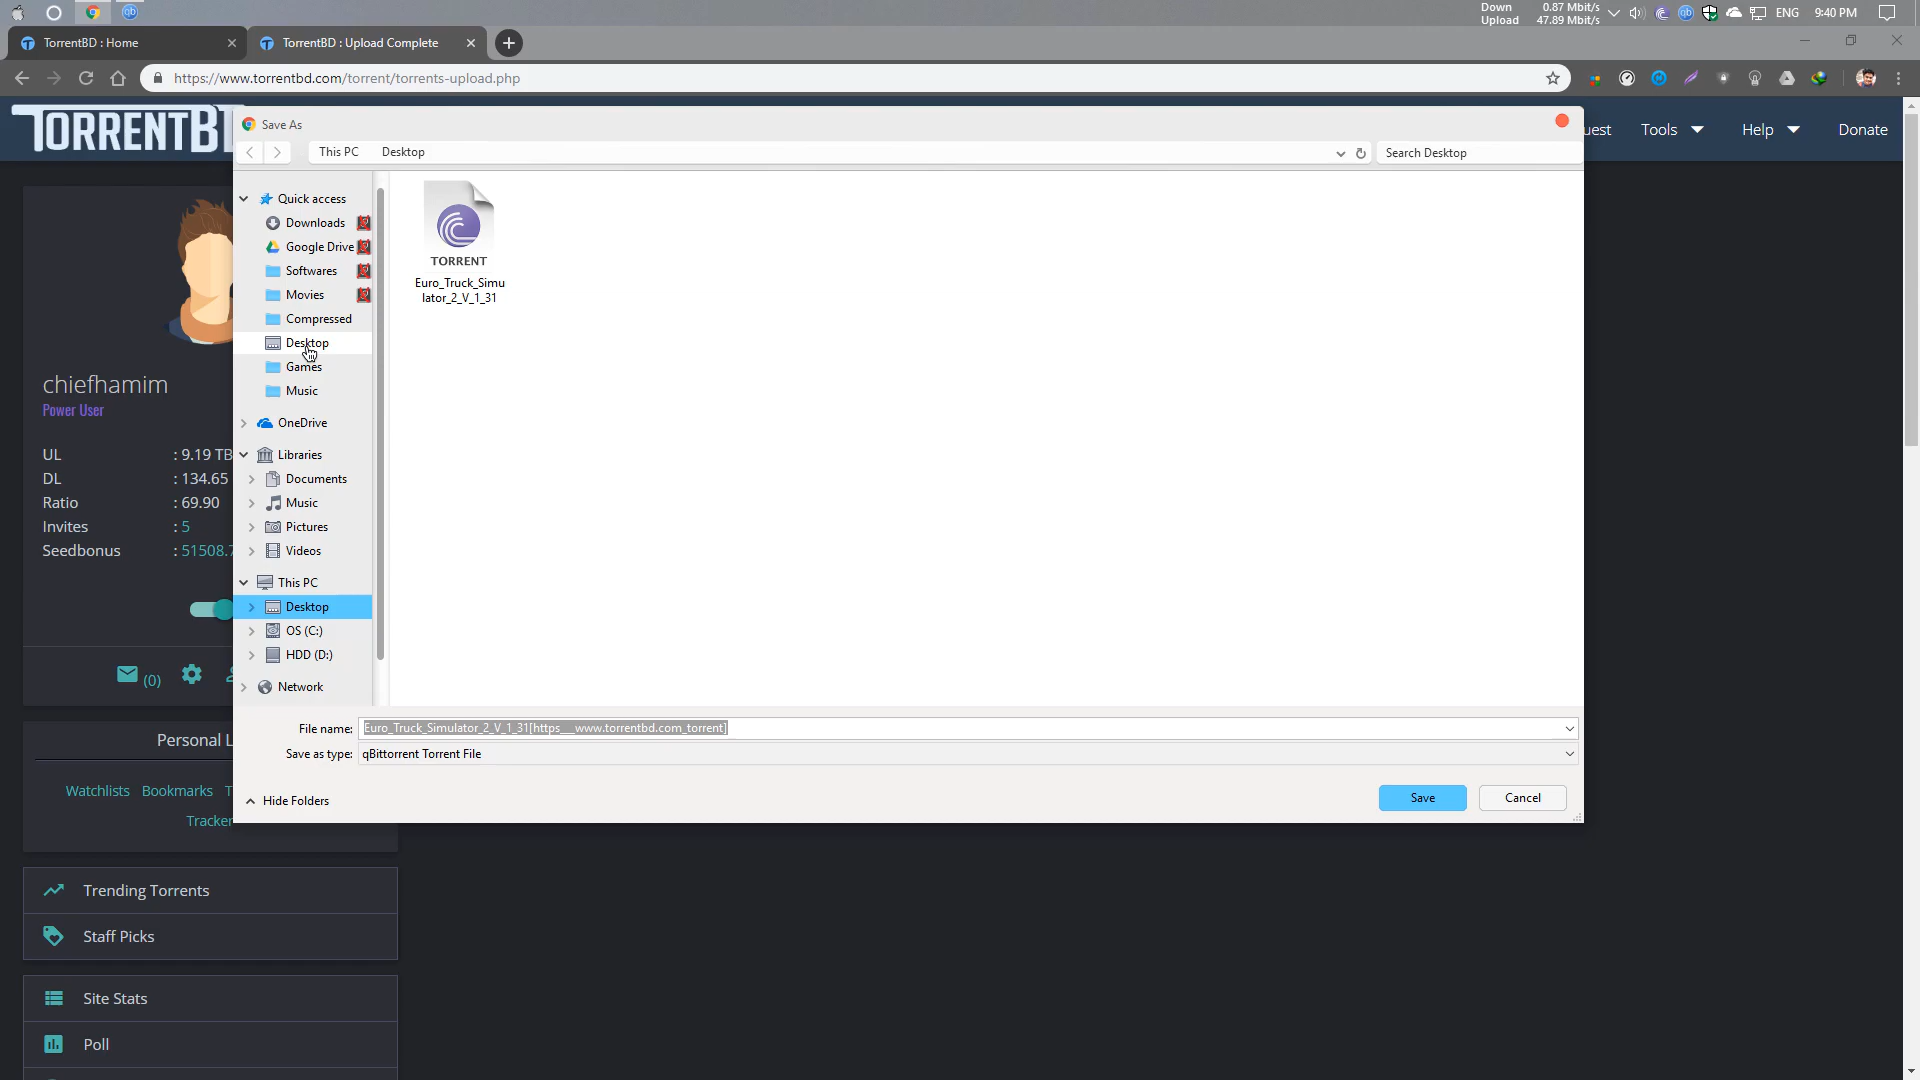 Down 0.87 Mbit/s
Upload 47.89 Mbit/s
ENG 9:40 PM
TorrentBD : Home
TorrentBD : Upload Complete
https://www.torrentbd.com/torrent/torrents-upload.php
TORRENTB
Tools
Help
Donate
Save As
This PC Desktop
Search Desktop
Quick access
Downloads
Google Drive
Softwares
Movies
Compressed
Desktop
Games
Music
OneDrive
Libraries
Documents
Music
Pictures
Videos
This PC
Desktop
OS (C:)
HDD (D:)
Network
TORRENT
Euro_Truck_Simu
lator_2_V_1_31
File name: Euro_Truck_Simulator_2_V_1_31[https___www.torrentbd.com_torrent]
Save as type: qBittorrent Torrent File
Hide Folders
Save
Cancel
chiefhamim
Power User
UL : 9.19 TB
DL : 134.65
Ratio : 69.90
Invites : 5
Seedbonus : 51508.
(0)
Personal L
Watchlists Bookmarks T
Tracker
Trending Torrents
Staff Picks
Site Stats
Poll